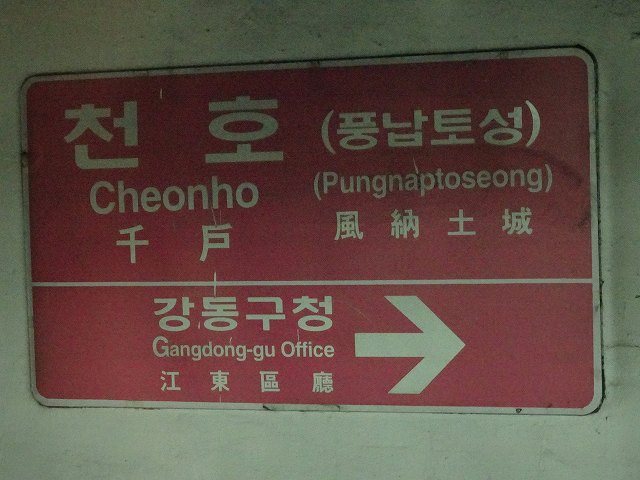 천 호 (풍납토성)
Cheonho (Pungnaptoseong)
千 戶 風 納 土 城
강동구청
Gangdong-gu Office
江 東 區 廳